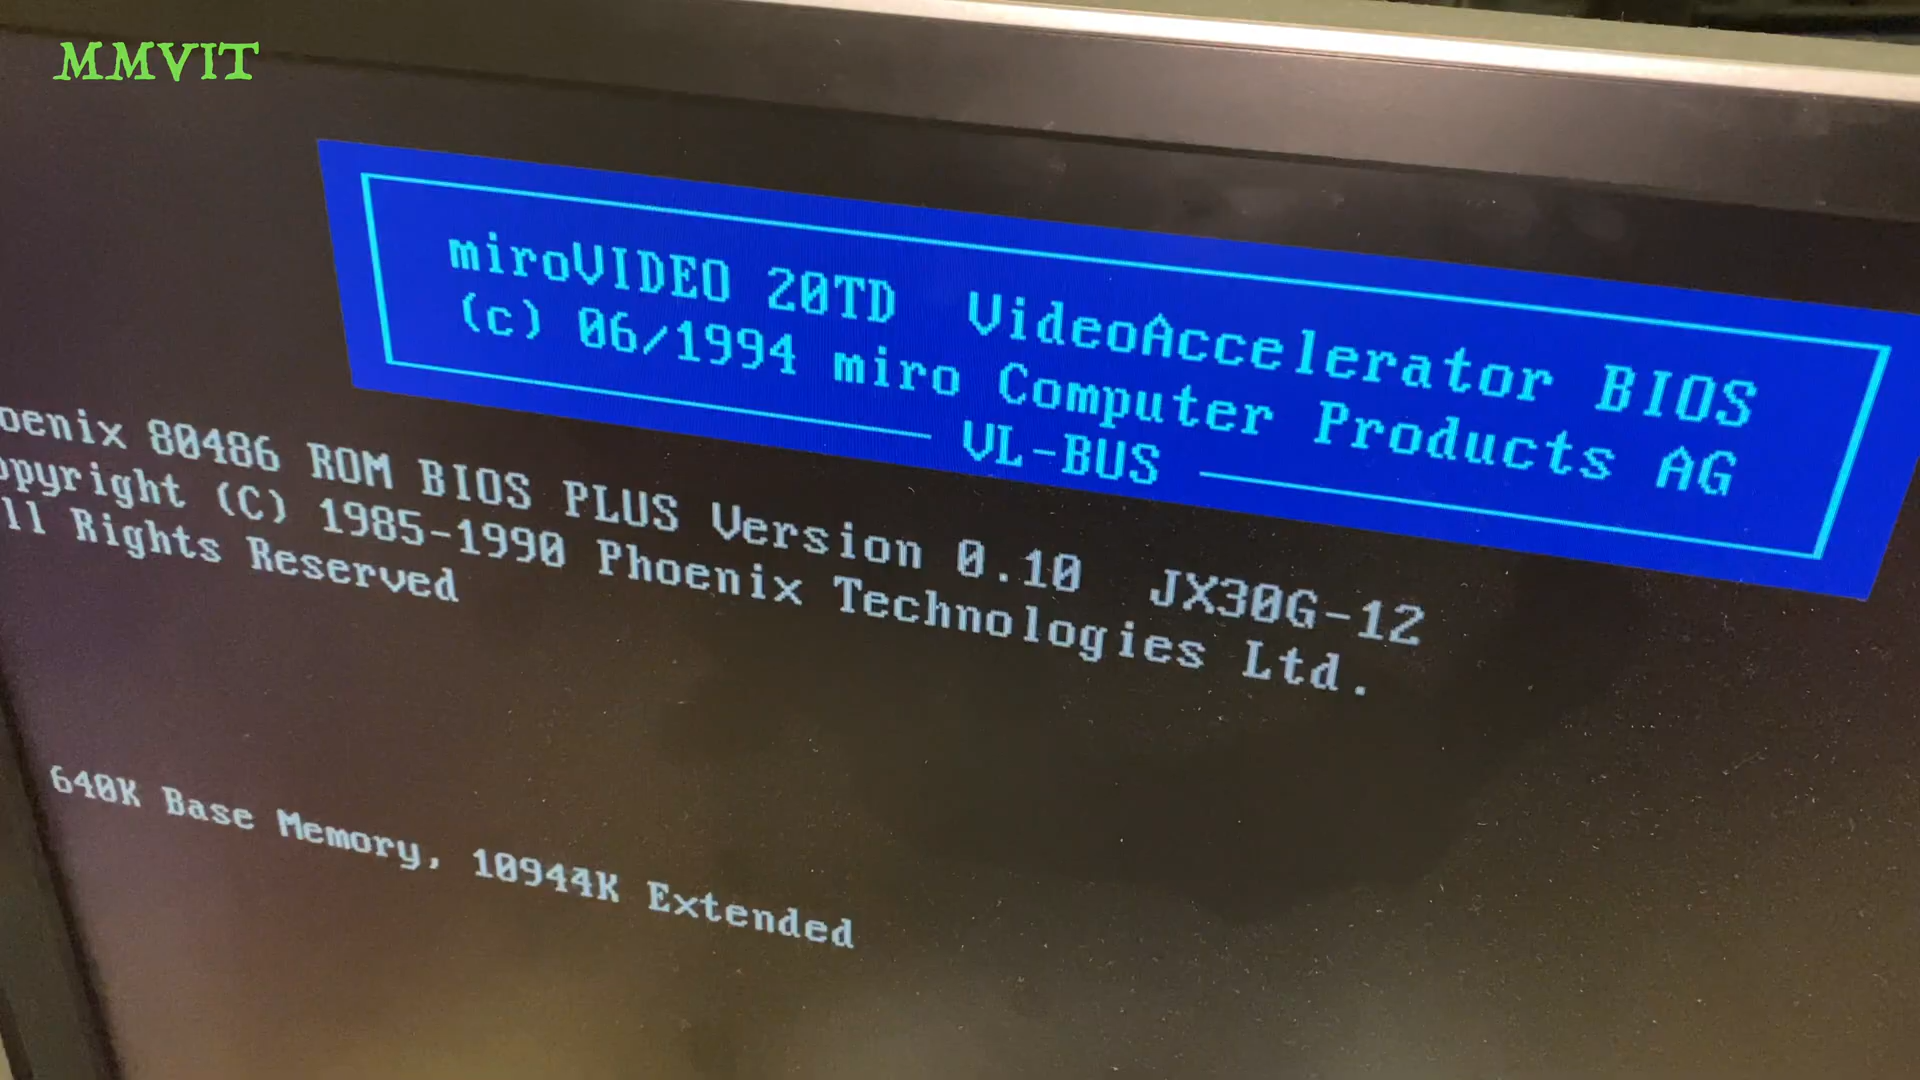 MMVIT
miroVIDEO 20TD VideoAccelerator BIOS
(c) 06/1994 miro Computer Products AG
VL-BUS
oenix 80486 ROM BIOS PLUS Version 0.10 JX30G-12
opyright (C) 1985-1990 Phoenix Technologies Ltd.
ll Rights Reserved
640K Base Memory, 10944K Extended